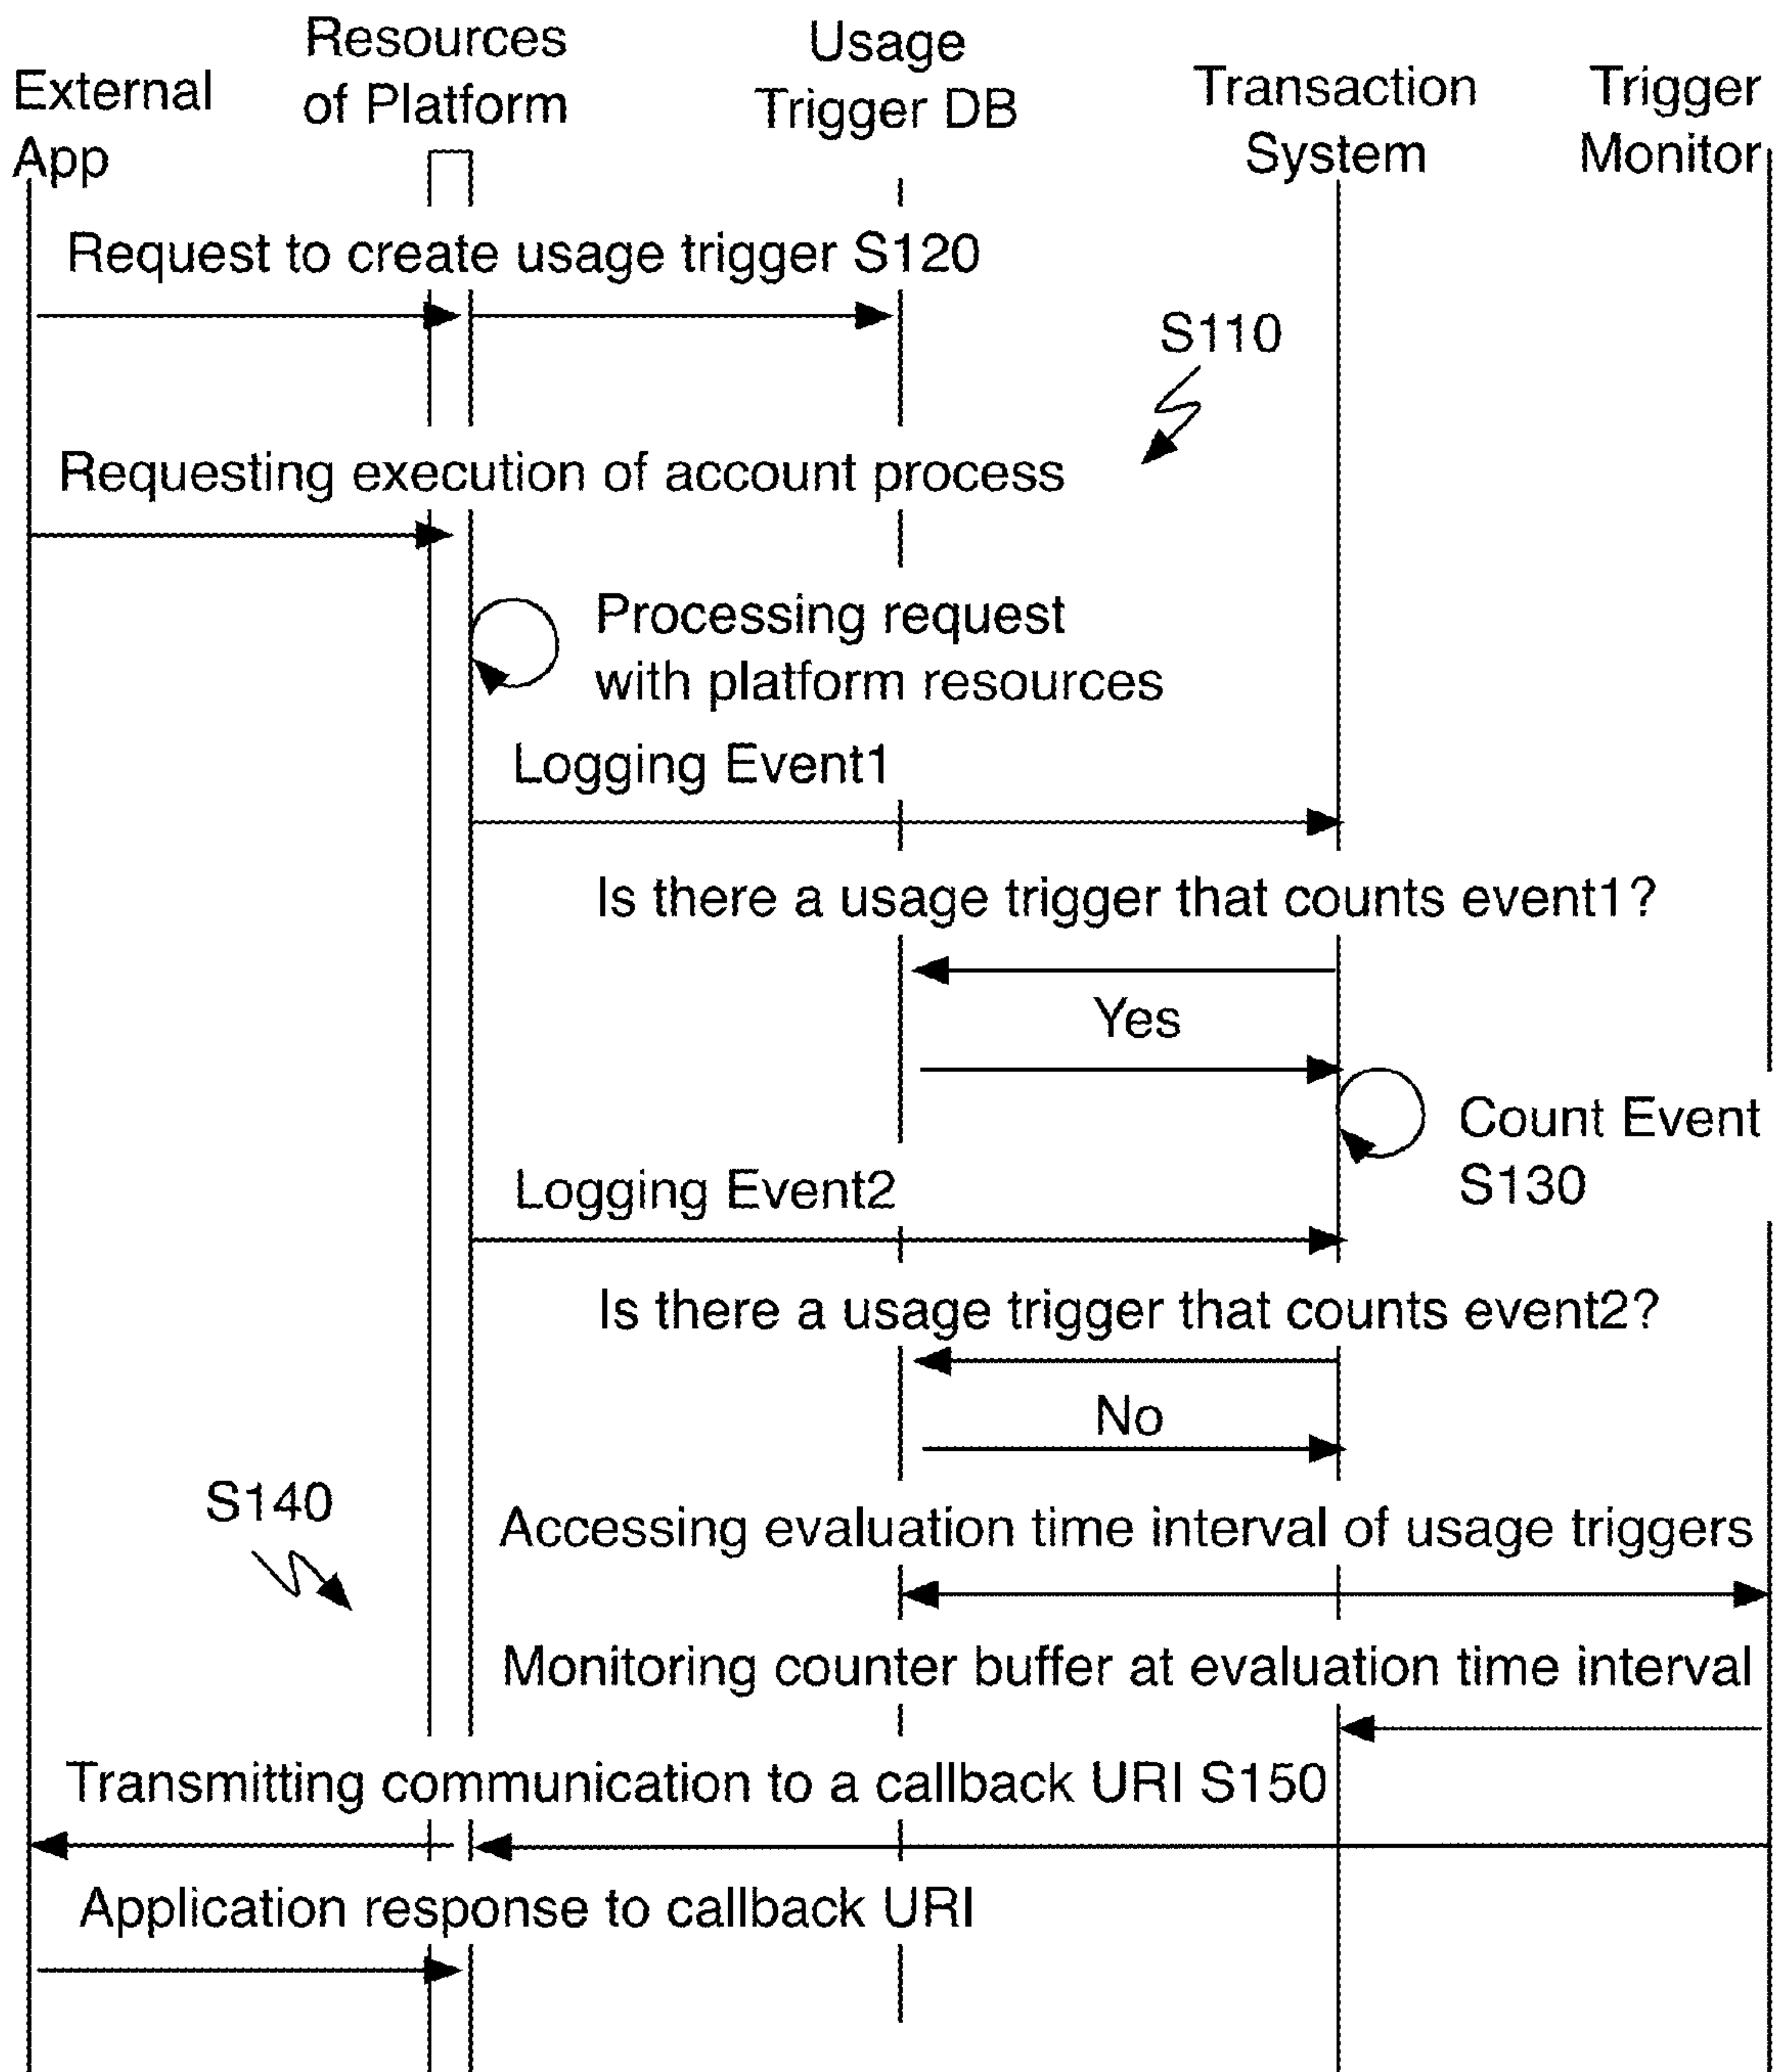 External
App
Resources
of Platform
Usage
Trigger DB
Transaction
System
Trigger
Monitor
Request to create usage trigger S120
S110
Requesting execution of account process
Processing request
with platform resources
Logging Event1
Is there a usage trigger that counts event1?
Yes
Count Event
S130
Logging Event2
Is there a usage trigger that counts event2?
No
S140
Accessing evaluation time interval of usage triggers
Monitoring counter buffer at evaluation time interval
Transmitting communication to a callback URI S150
Application response to callback URI